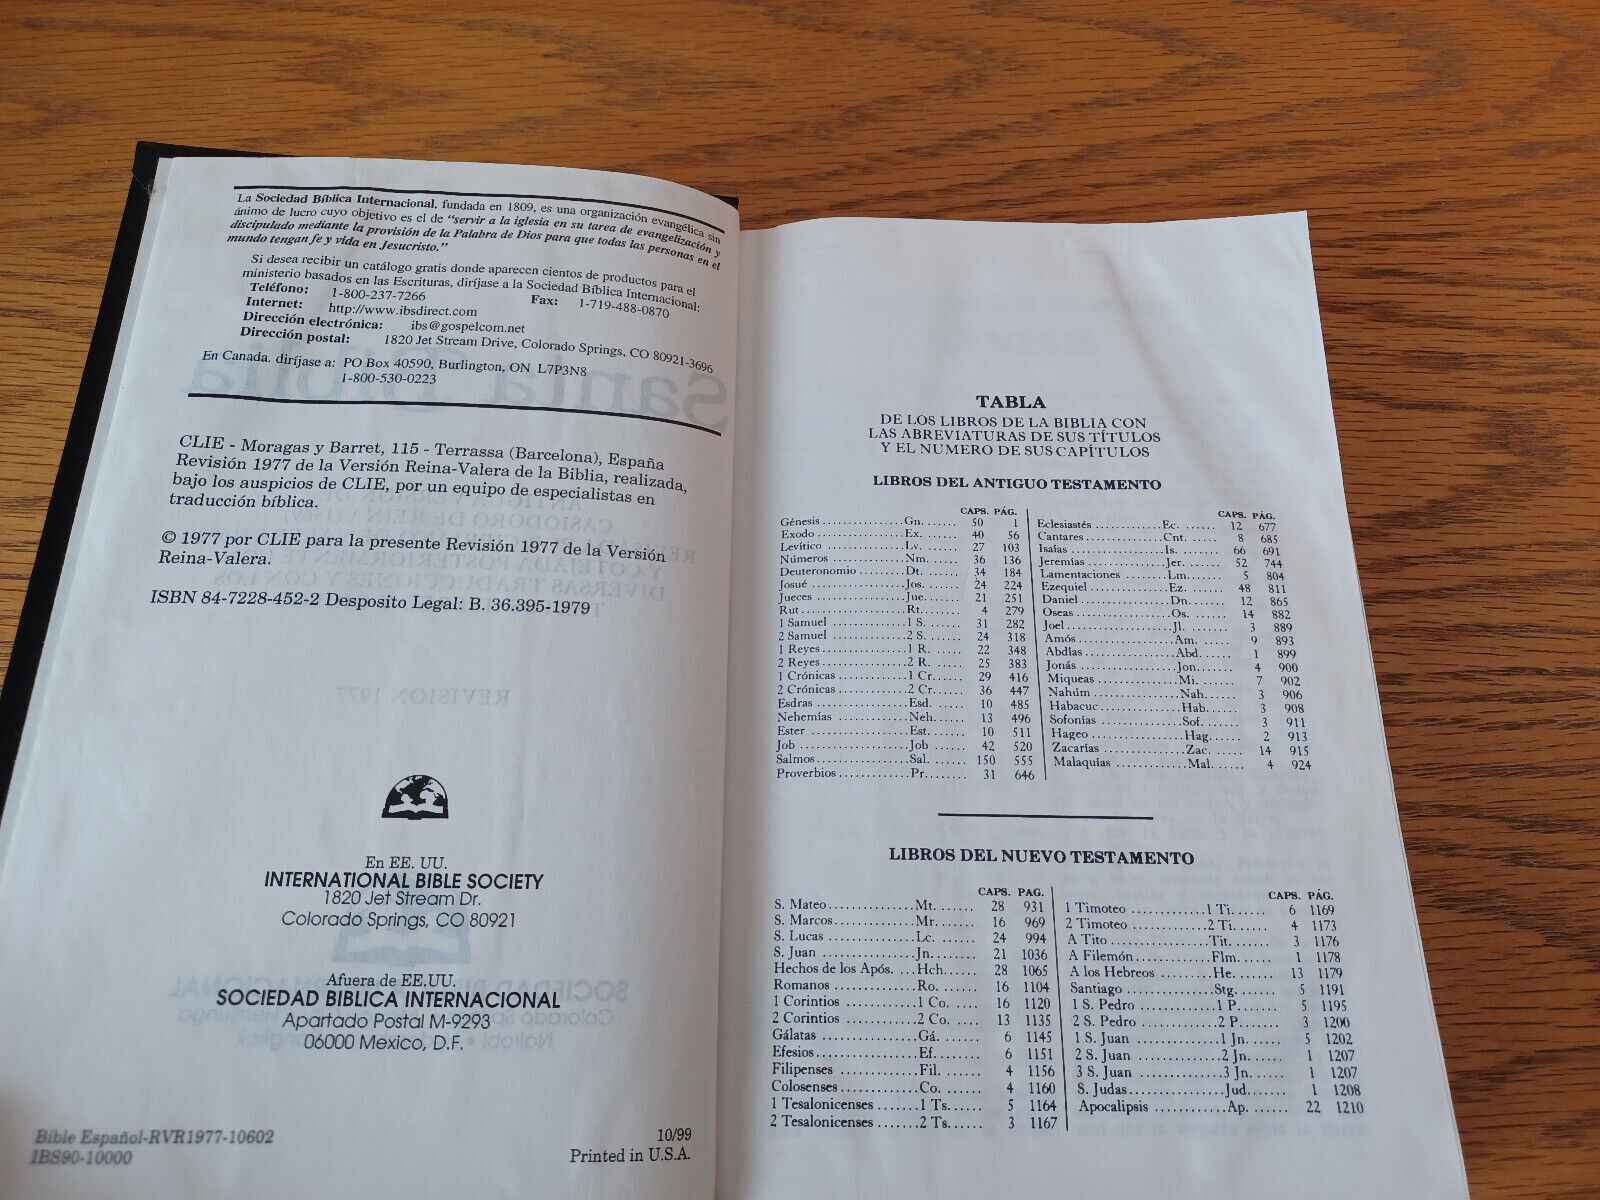 La Sociedad Bíblica Internacional, fundada en 1809, es una organización evangélica sin
ánimo de lucro cuyo objetivo es el de "servir a la iglesia en su tarea de evangelización y
discipulado mediante la provisión de la Palabra de Dios para que todas las personas en el
mundo tengan fe y vida en Jesucristo."
Si desea recibir un catálogo gratis donde aparecen cientos de productos para el
ministerio basados en las Escrituras, diríjase a la Sociedad Bíblica Internacional:
Teléfono: 1-800-237-7266 Fax: 1-719-488-0870
Internet: http://www.ibsdirect.com
Dirección electrónica: ibs@gospelcom.net
Dirección postal: 1820 Jet Stream Drive, Colorado Springs, CO 80921-3696
En Canada. diríjase a: PO Box 40590, Burlington, ON L7P3N8
1-800-530-0223
CLIE - Moragas y Barret, 115 - Terrassa (Barcelona), España
Revisión 1977 de la Versión Reina-Valera de la Biblia, realizada,
bajo los auspicios de CLIE, por un equipo de especialistas en
traducción bíblica.
© 1977 por CLIE para la presente Revisión 1977 de la Versión
Reina-Valera.
ISBN 84-7228-452-2 Desposito Legal: B. 36.395-1979
En EE. UU.
INTERNATIONAL BIBLE SOCIETY
1820 Jet Stream Dr.
Colorado Springs, CO 80921
Afuera de EE.UU.
SOCIEDAD BIBLICA INTERNACIONAL
Apartado Postal M-9293
06000 Mexico, D.F.
Bible Español-RVR1977-10602
IBS90-10000
10/99
Printed in U.S.A.
TABLA
DE LOS LIBROS DE LA BIBLIA CON
LAS ABREVIATURAS DE SUS TÍTULOS
Y EL NUMERO DE SUS CAPÍTULOS
LIBROS DEL ANTIGUO TESTAMENTO
CAPS. PÁG.
Génesis Gn. 50 1
Exodo Ex. 40 56
Levítico Lv. 27 103
Números Nm. 36 136
Deuteronomio Dt. 34 184
Josué Jos. 24 224
Jueces Jue. 21 251
Rut Rt. 4 279
1 Samuel 1 S. 31 282
2 Samuel 2 S. 24 318
1 Reyes 1 R. 22 348
2 Reyes 2 R. 25 383
1 Crónicas 1 Cr. 29 416
2 Crónicas 2 Cr. 36 447
Esdras Esd. 10 485
Nehemías Neh. 13 496
Ester Est. 10 511
Job Job 42 520
Salmos Sal. 150 555
Proverbios Pr. 31 646
CAPS. PÁG.
Eclesiastés Ec. 12 677
Cantares Cnt. 8 685
Isaías Is. 66 691
Jeremías Jer. 52 744
Lamentaciones Lm. 5 804
Ezequiel Ez. 48 811
Daniel Dn. 12 865
Oseas Os. 14 882
Joel Jl. 3 889
Amós Am. 9 893
Abdías Abd. 1 899
Jonás Jon. 4 900
Miqueas Mi. 7 902
Nahúm Nah. 3 906
Habacuc Hab. 3 908
Sofonías Sof. 3 911
Hageo Hag. 2 913
Zacarías Zac. 14 915
Malaquías Mal. 4 924
LIBROS DEL NUEVO TESTAMENTO
CAPS. PAG.
S. Mateo Mt. 28 931
S. Marcos Mr. 16 969
S. Lucas Lc. 24 994
S. Juan Jn. 21 1036
Hechos de los Após. Hch. 28 1065
Romanos Ro. 16 1104
1 Corintios 1 Co. 16 1120
2 Corintios 2 Co. 13 1135
Gálatas Gá. 6 1145
Efesios Ef. 6 1151
Filipenses Fil. 4 1156
Colosenses Co. 4 1160
1 Tesalonicenses 1 Ts. 5 1164
2 Tesalonicenses 2 Ts. 3 1167
CAPS. PÁG.
1 Timoteo 1 Ti. 6 1169
2 Timoteo 2 Ti. 4 1173
A Tito Tit. 3 1176
A Filemón Flm. 1 1178
A los Hebreos He. 13 1179
Santiago Stg. 5 1191
1 S. Pedro 1 P. 5 1195
2 S. Pedro 2 P. 3 1200
1 S. Juan 1 Jn. 5 1202
2 S. Juan 2 Jn. 1 1207
3 S. Juan 3 Jn. 1 1207
S. Judas Jud. 1 1208
Apocalipsis Ap. 22 1210